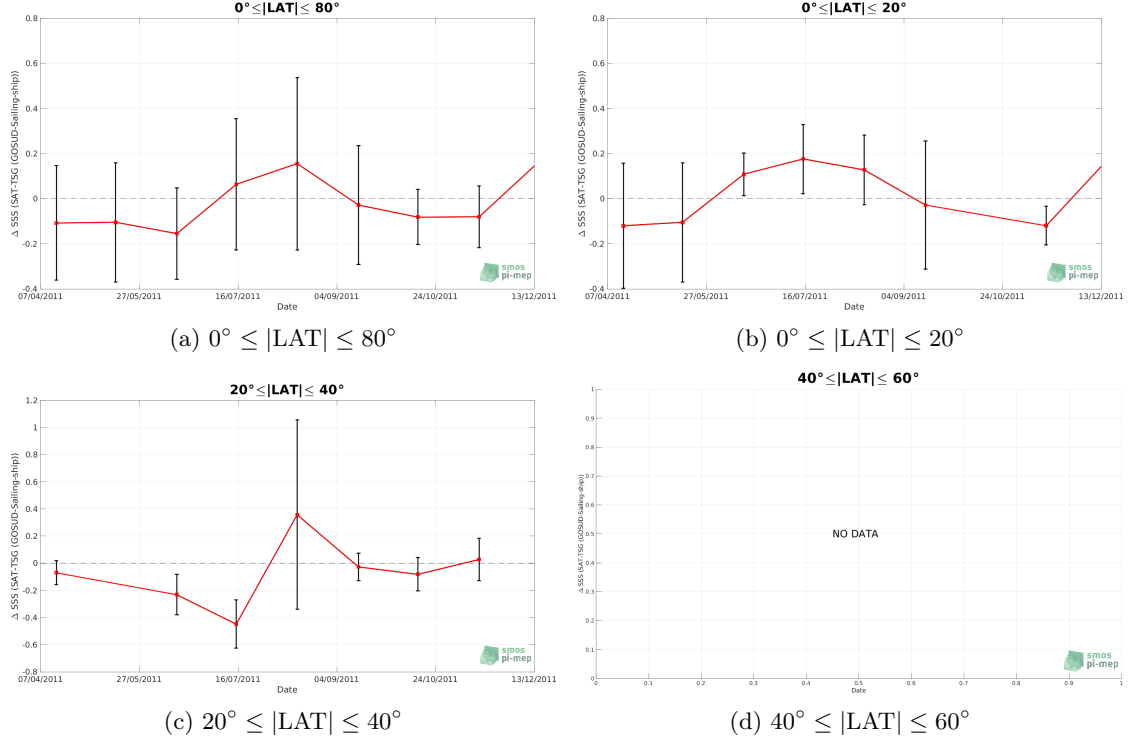 0°≤|LAT|≤ 80°
Δ SSS (SAT-TSG (GOSUD-Sailing-ship))
0.8
0.6
0.4
0.2
0
-0.2
-0.4
07/04/2011 27/05/2011 16/07/2011 04/09/2011 24/10/2011 13/12/2011
Date
smos
pi-mep
(a) 0° ≤ |LAT| ≤ 80°
0°≤|LAT|≤ 20°
Δ SSS (SAT-TSG (GOSUD-Sailing-ship))
0.8
0.6
0.4
0.2
0
-0.2
-0.4
07/04/2011 27/05/2011 16/07/2011 04/09/2011 24/10/2011 13/12/2011
Date
smos
pi-mep
(b) 0° ≤ |LAT| ≤ 20°
20°≤|LAT|≤ 40°
Δ SSS (SAT-TSG (GOSUD-Sailing-ship))
1.2
1
0.8
0.6
0.4
0.2
0
-0.2
-0.4
-0.6
-0.8
07/04/2011 27/05/2011 16/07/2011 04/09/2011 24/10/2011 13/12/2011
Date
smos
pi-mep
(c) 20° ≤ |LAT| ≤ 40°
40°≤|LAT|≤ 60°
Δ SSS (SAT-TSG (GOSUD-Sailing-ship))
1
0.9
0.8
0.7
0.6
0.5
0.4
0.3
0.2
0.1
0
NO DATA
0 0.1 0.2 0.3 0.4 0.5 0.6 0.7 0.8 0.9 1
Date
smos
pi-mep
(d) 40° ≤ |LAT| ≤ 60°